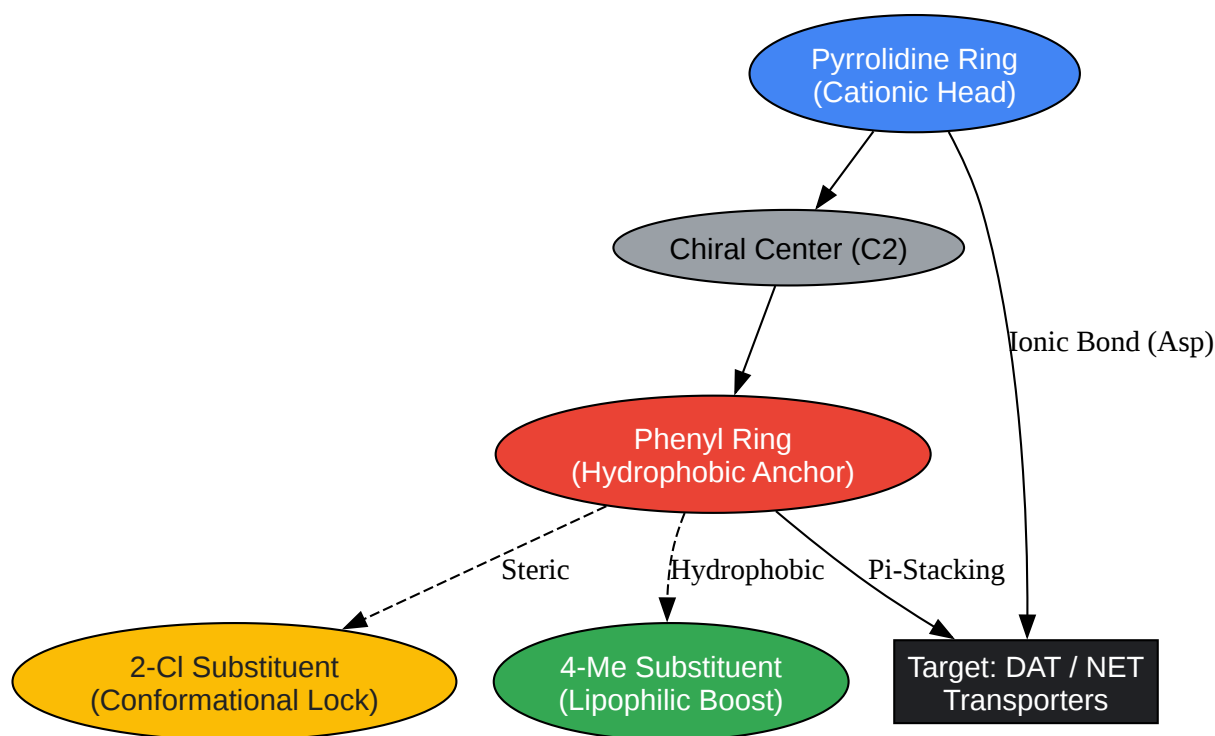 Pyrrolidine Ring
(Cationic Head)
Chiral Center (C2)
Ionic Bond (Asp)
Phenyl Ring
(Hydrophobic Anchor)
Steric
Hydrophobic
Pi-Stacking
2-Cl Substituent
(Conformational Lock)
4-Me Substituent
(Lipophilic Boost)
Target: DAT / NET
Transporters